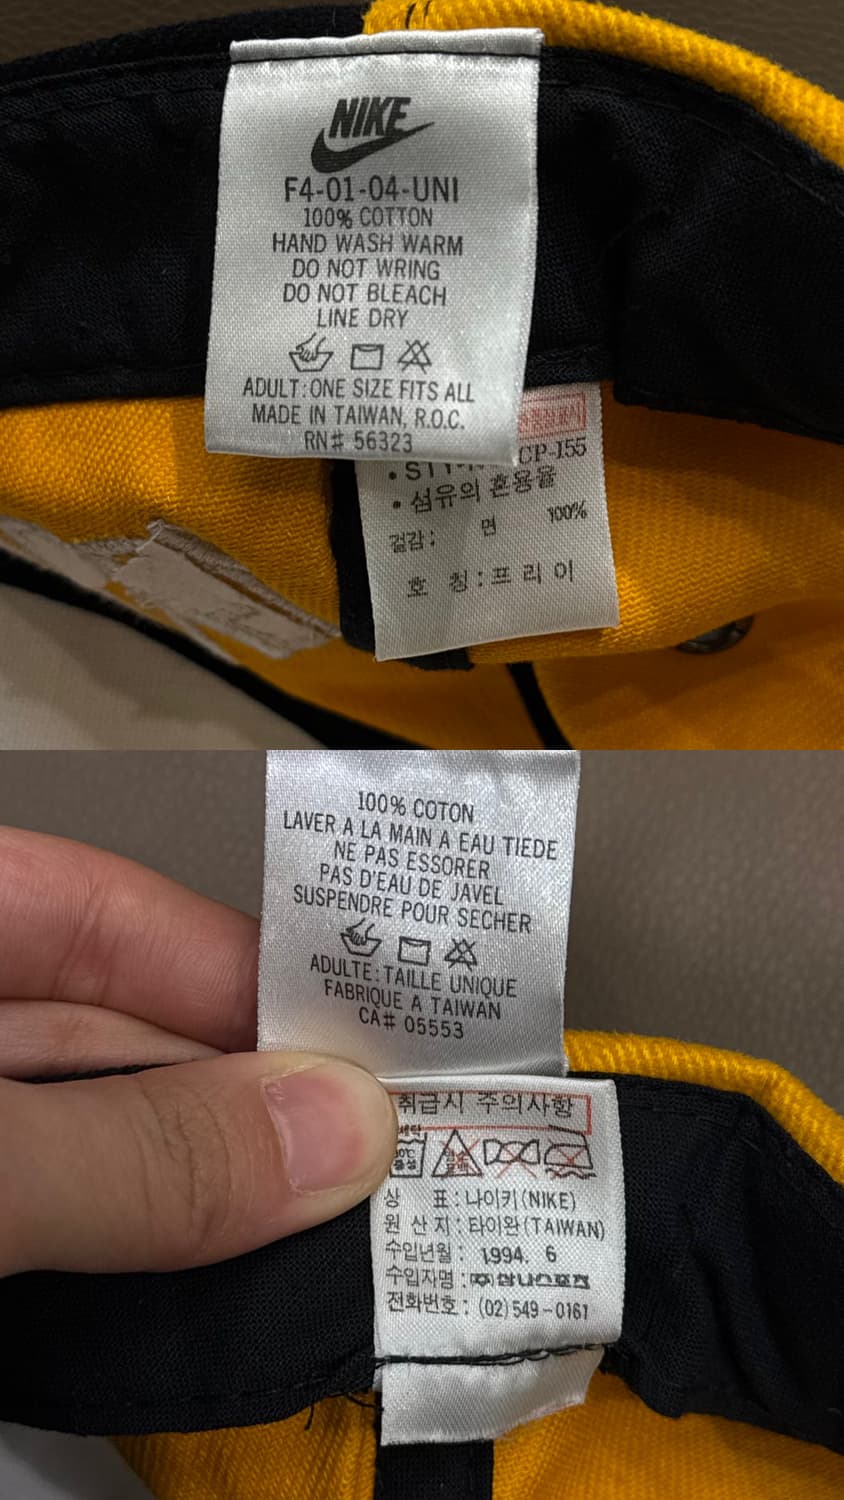 NIKE
F4-01-04-UNI
100% COTTON
HAND WASH WARM
DO NOT WRING
DO NOT BLEACH
LINE DRY
ADULT:ONE SIZE FITS ALL
MADE IN TAIWAN, R.O.C.
RN# 56323
CP-155
• 섬유의 혼용율
겉감: 면 100%
호 칭:프리이
100% COTON
LAVER A LA MAIN A EAU TIEDE
NE PAS ESSORER
PAS D'EAU DE JAVEL
SUSPENDRE POUR SECHER
ADULTE:TAILLE UNIQUE
FABRIQUE A TAIWAN
CA# 05553
취급시 주의사항
상 표:나이키(NIKE)
원 산 지:타이완(TAIWAN)
수입년월: 1994. 6
수입자명:
전화번호: (02)549-0161